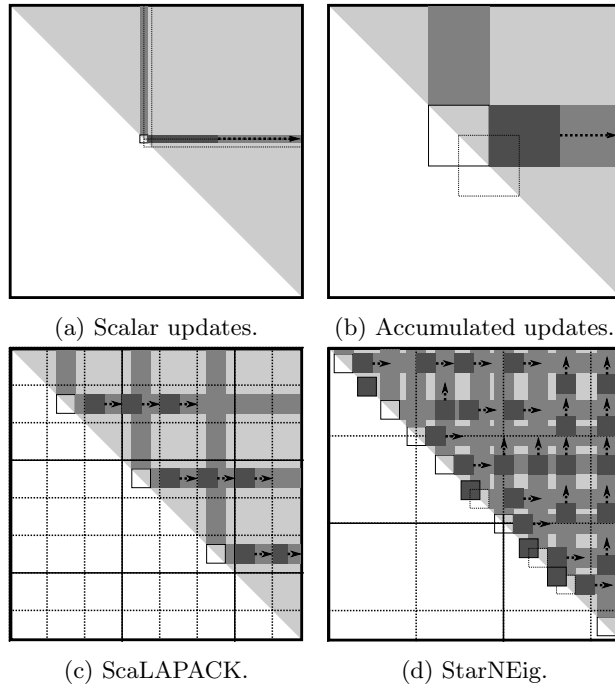 (a) Scalar updates.
(b) Accumulated updates.
(c) ScaLAPACK.
(d) StarNEig.